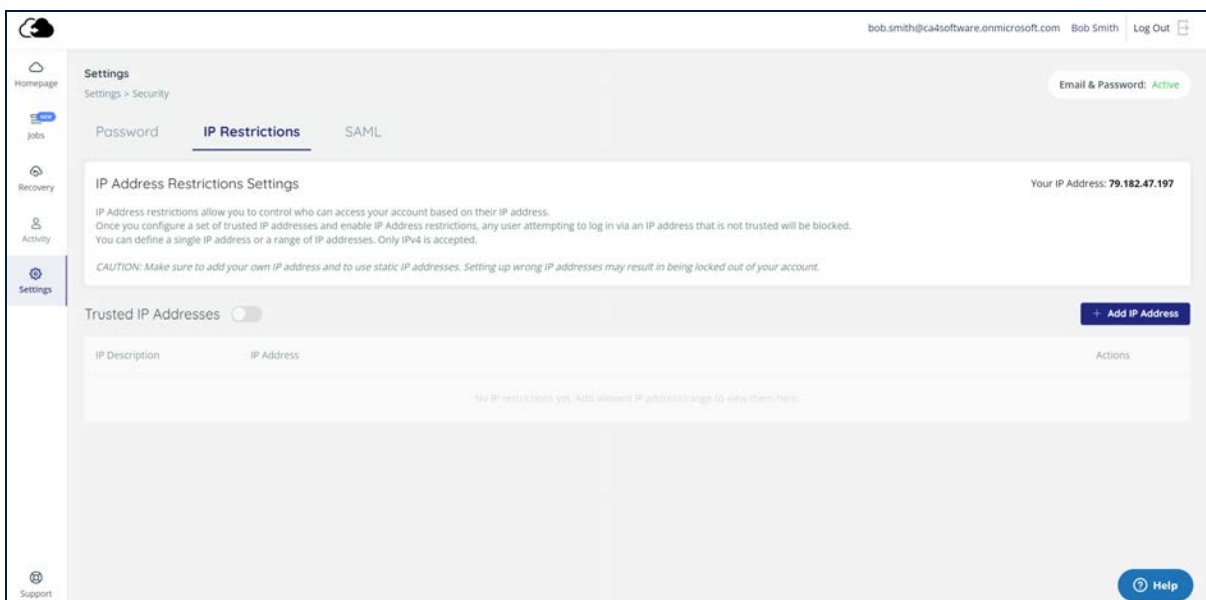 bob.smith@ca4software.onmicrosoft.com Bob Smith Log Out
Homepage
NEW
Jobs
Recovery
Activity
Settings
Support
Settings
Settings > Security
Email & Password: Active
Password IP Restrictions SAML
IP Address Restrictions Settings
Your IP Address: 79.182.47.197
IP Address restrictions allow you to control who can access your account based on their IP address.
Once you configure a set of trusted IP addresses and enable IP Address restrictions, any user attempting to log in via an IP address that is not trusted will be blocked.
You can define a single IP address or a range of IP addresses. Only IPv4 is accepted.
CAUTION: Make sure to add your own IP address and to use static IP addresses. Setting up wrong IP addresses may result in being locked out of your account.
Trusted IP Addresses
+ Add IP Address
IP Description IP Address Actions
No IP restrictions yet. Add allowed IP address/range to view them here.
Help